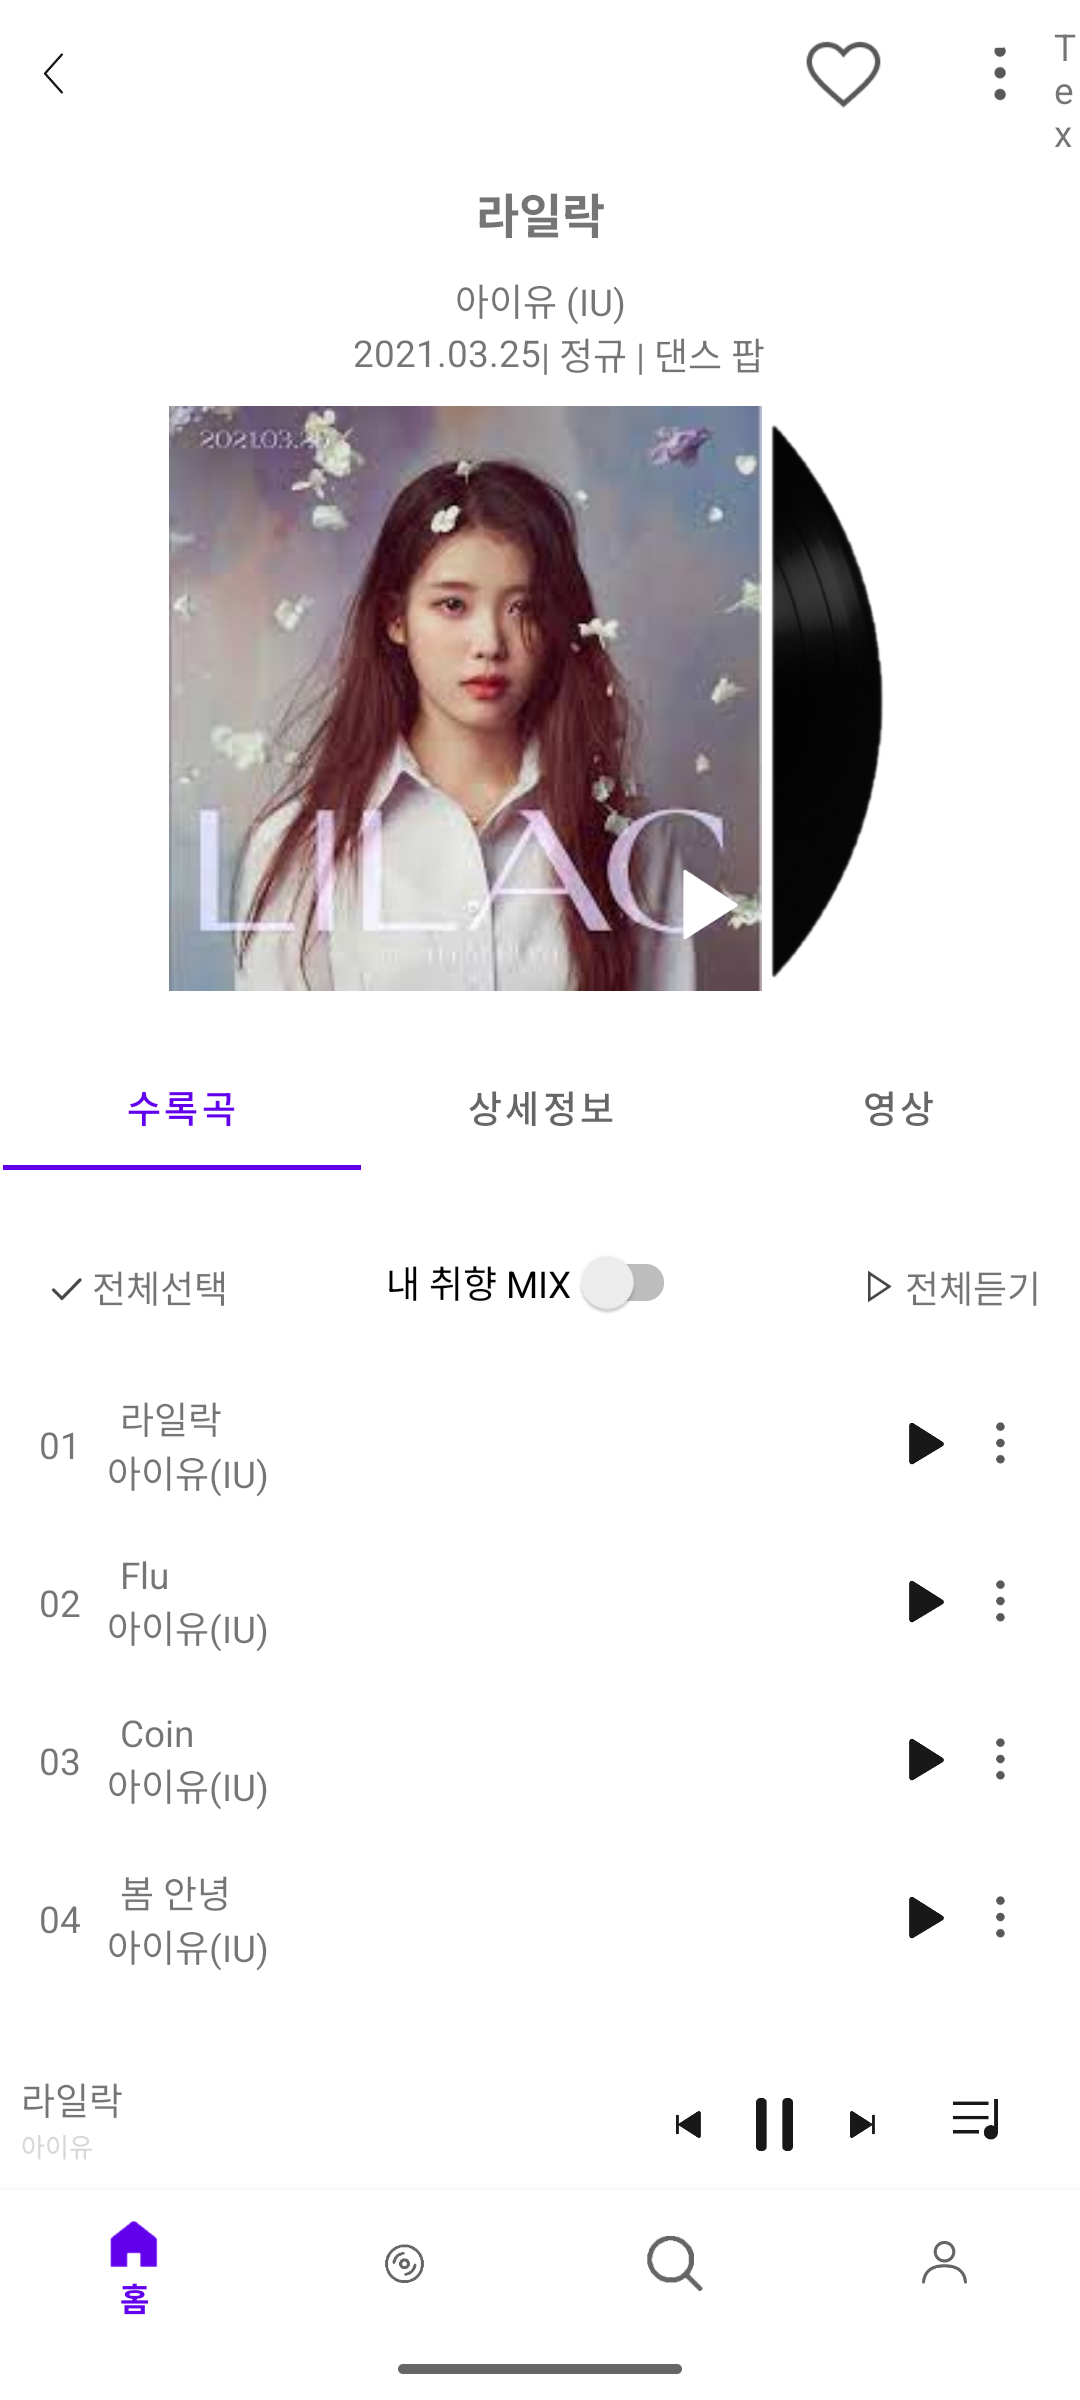 T
e
x
라일락
아이유 (IU)
2021.03.25| 정규 | 댄스 팝
2021.03.25
LILAC
수록곡
상세정보
영상
전체선택
내 취향 MIX
전체듣기
01
라일락
아이유(IU)
02
Flu
아이유(IU)
03
Coin
아이유(IU)
04
봄 안녕
아이유(IU)
라일락
아이유
홈